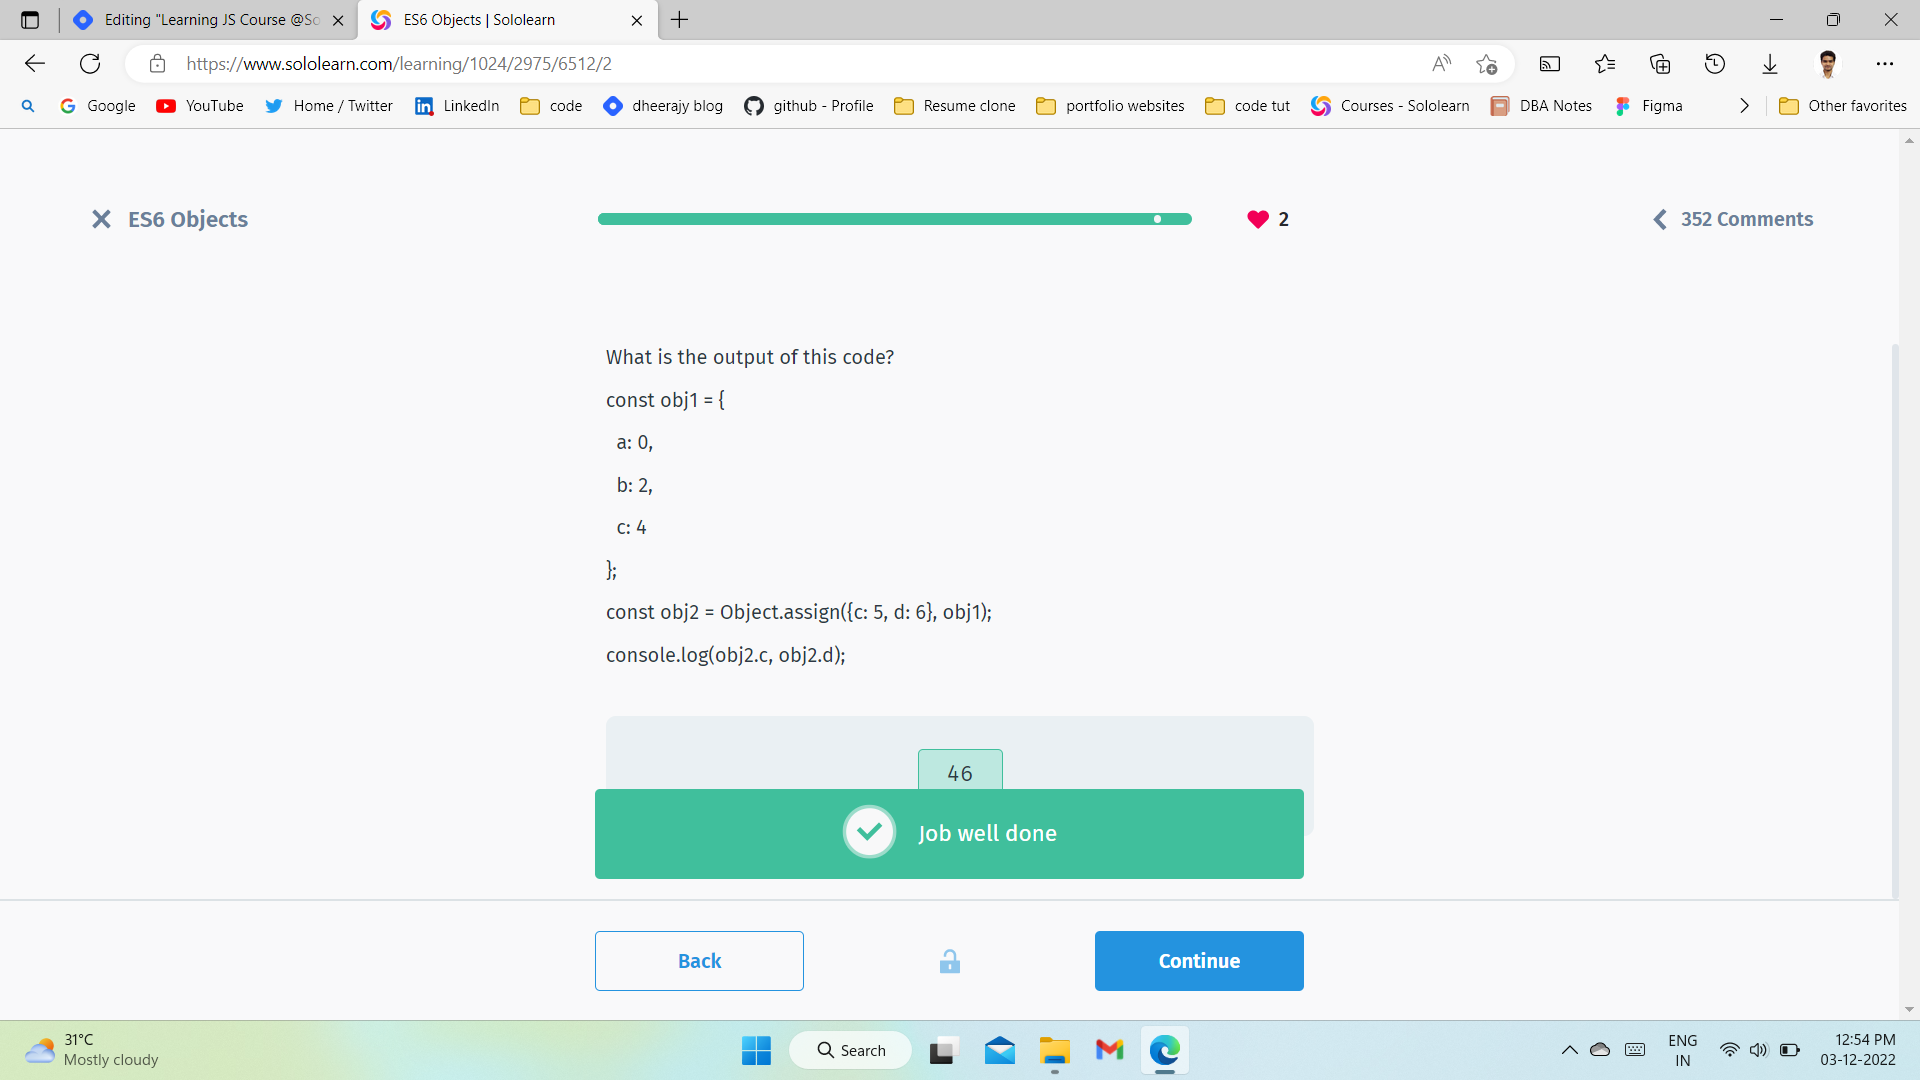 Editing "Learning JS Course @So
ES6 Objects | Sololearn
https://www.sololearn.com/learning/1024/2975/6512/2
Google
YouTube
Home / Twitter
LinkedIn
code
dheerajy blog
github - Profile
Resume clone
portfolio websites
code tut
Courses - Sololearn
DBA Notes
Figma
Other favorites
ES6 Objects
2
352 Comments
What is the output of this code?
const obj1 = {
a: 0,
b: 2,
c: 4
};
const obj2 = Object.assign({c: 5, d: 6}, obj1);
console.log(obj2.c, obj2.d);
46
Job well done
Back
Continue
31°C
Mostly cloudy
Search
ENG
IN
12:54 PM
03-12-2022